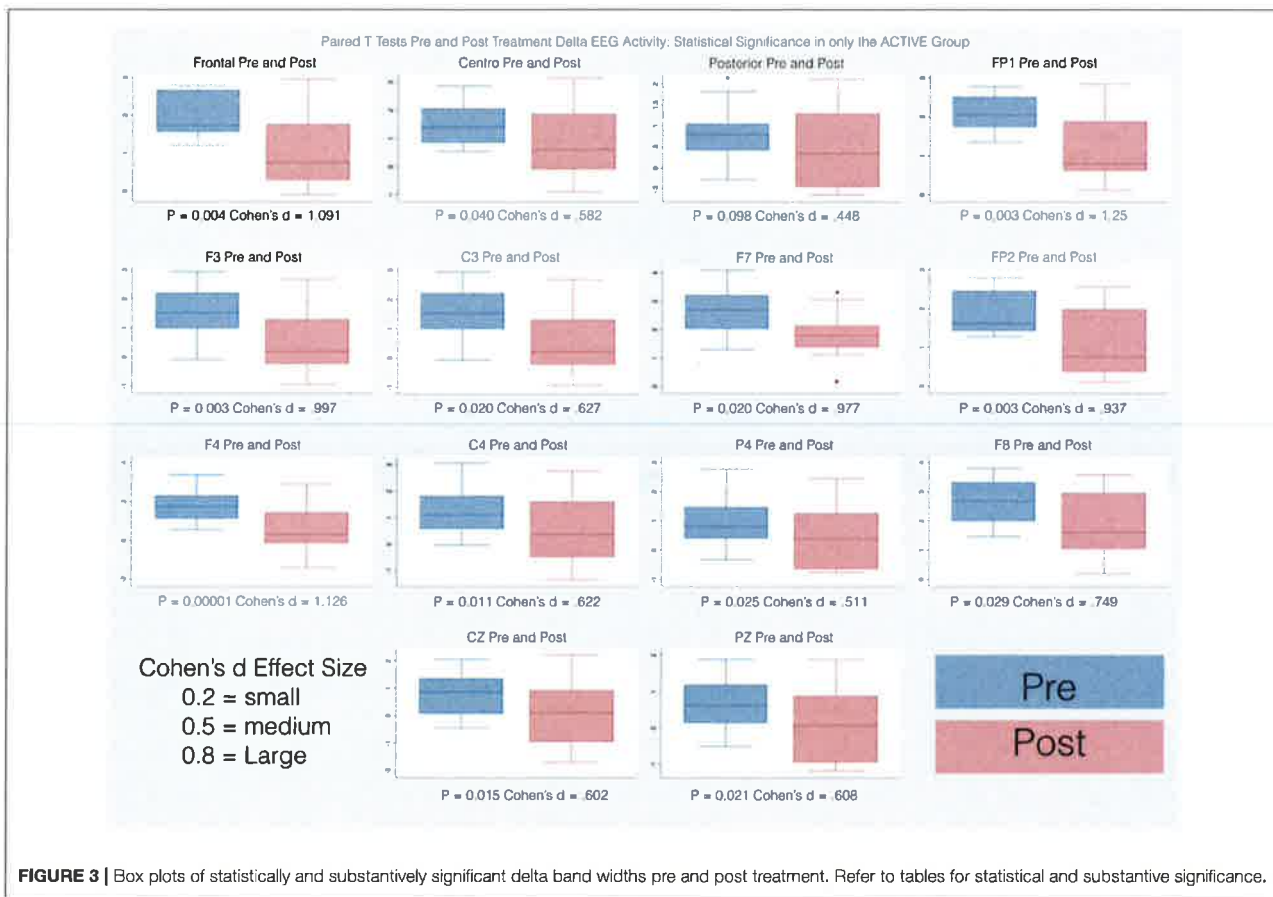 Paired T Tests Pre and Post Treatment Delta EEG Activity: Statistical Significance in only the ACTIVE Group
Frontal Pre and Post
Centro Pre and Post
Posterior Pre and Post
FP1 Pre and Post
P = 0.004 Cohen's d = 1.091
P = 0.040 Cohen's d = .582
P = 0.098 Cohen's d = .448
P = 0.003 Cohen's d = 1.25
F3 Pre and Post
C3 Pre and Post
F7 Pre and Post
FP2 Pre and Post
P = 0.003 Cohen's d = .997
P = 0.020 Cohen's d = .627
P = 0.020 Cohen's d = .977
P = 0.003 Cohen's d = .937
F4 Pre and Post
C4 Pre and Post
P4 Pre and Post
F8 Pre and Post
P = 0.00001 Cohen's d = 1.126
P = 0.011 Cohen's d = .622
P = 0.025 Cohen's d = .511
P = 0.029 Cohen's d = .749
CZ Pre and Post
PZ Pre and Post
Cohen's d Effect Size
0.2 = small
0.5 = medium
0.8 = Large
P = 0.015 Cohen's d = .602
P = 0.021 Cohen's d = .608
Pre
Post
FIGURE 3 | Box plots of statistically and substantively significant delta band widths pre and post treatment. Refer to tables for statistical and substantive significance.